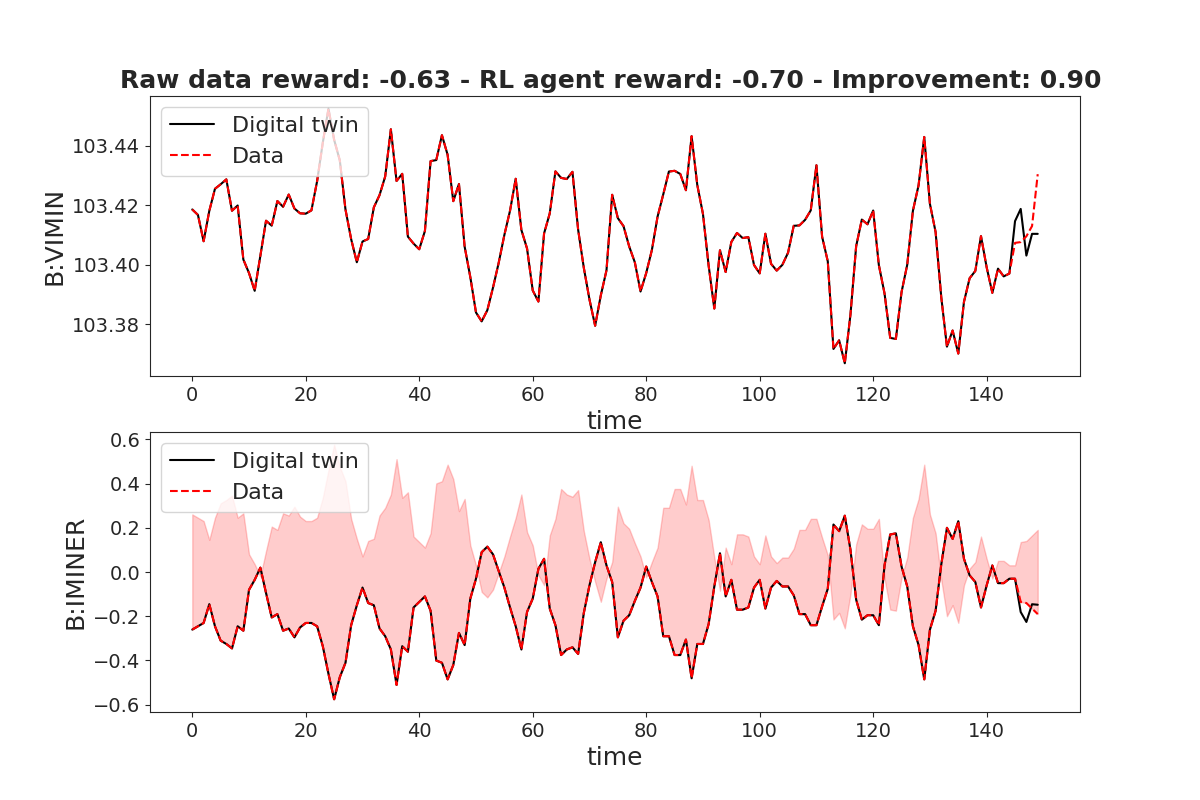 Raw data reward: -0.63 - RL agent reward: -0.70 - Improvement: 0.90
Digital twin
Data
103.44
103.42
103.40
103.38
B:VIMIN
0 20 40 60 80 100 120 140
time
Digital twin
Data
0.6
0.4
0.2
0.0
−0.2
−0.4
−0.6
B:IMINER
0 20 40 60 80 100 120 140
time